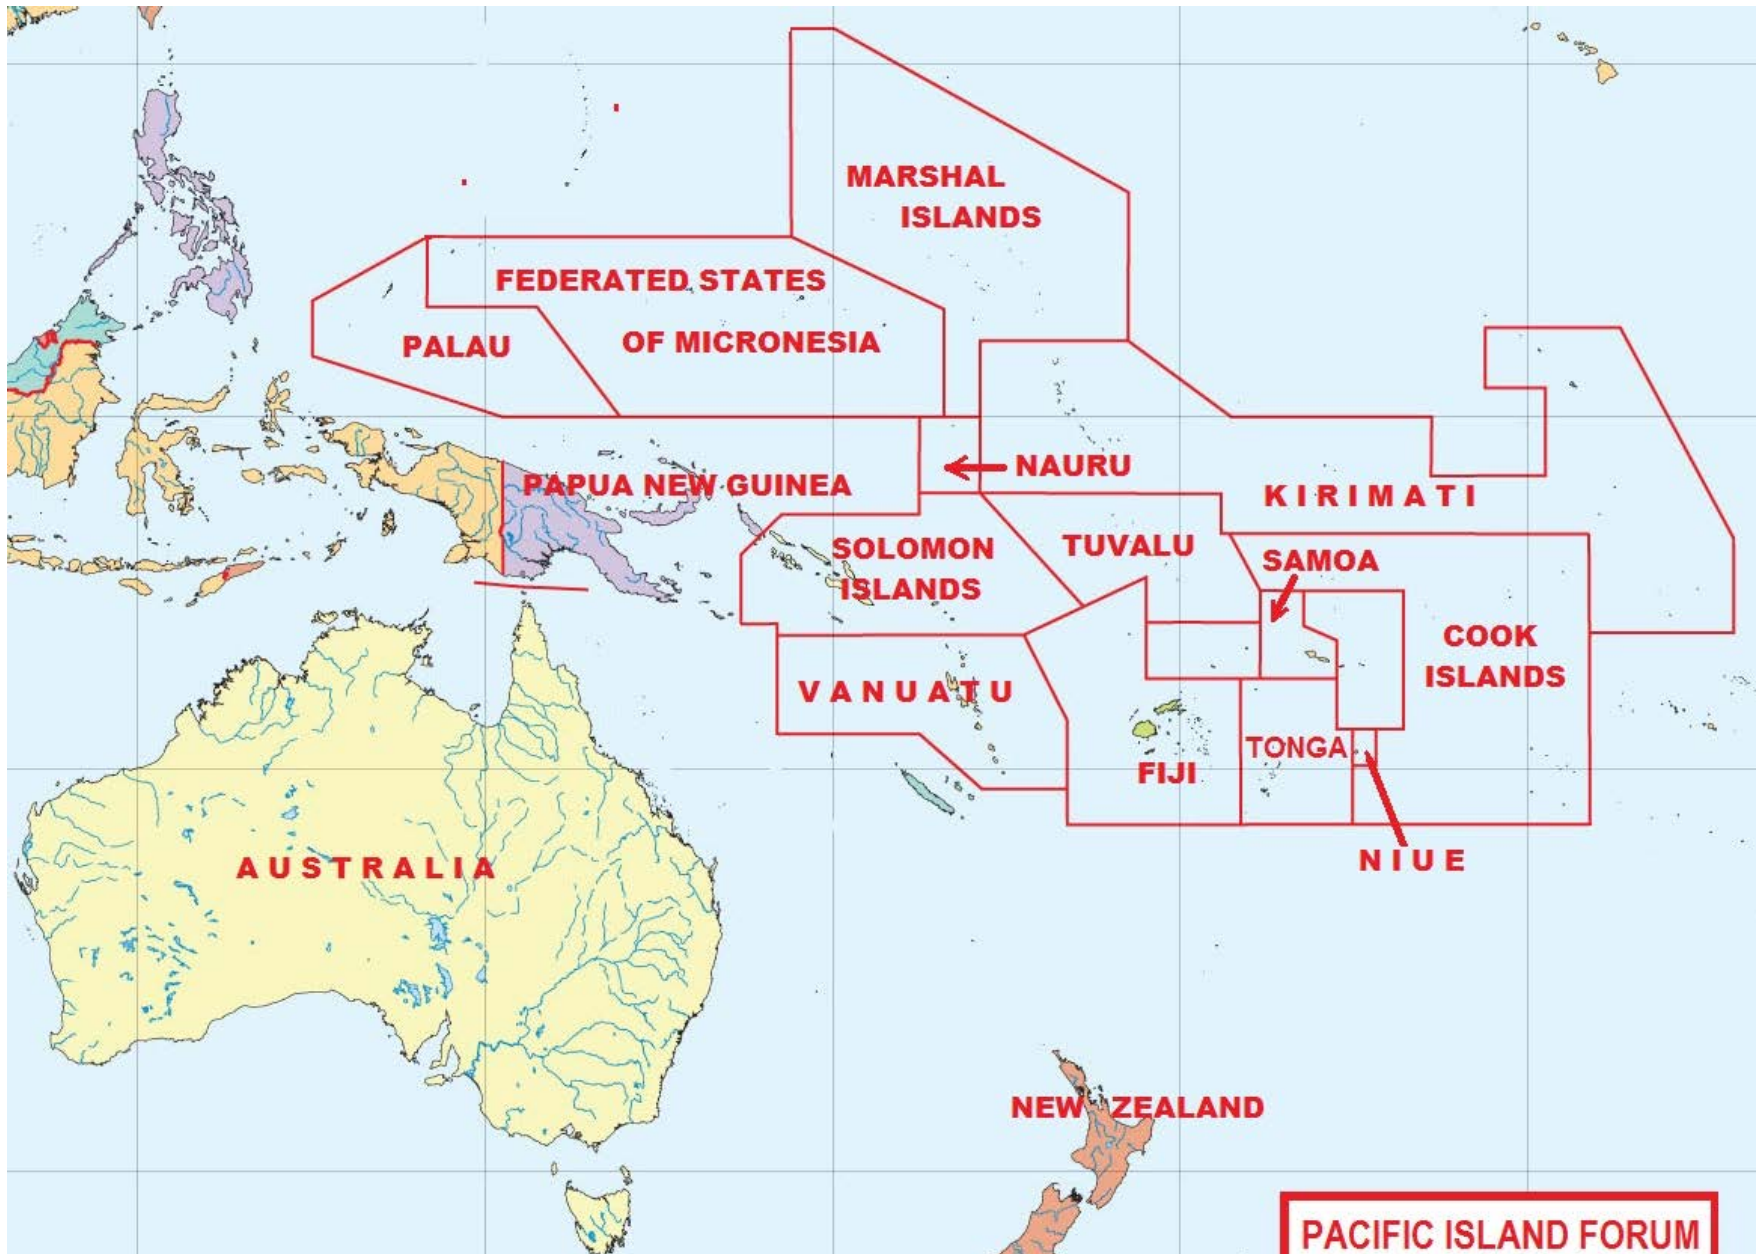 MARSHAL
ISLANDS
FEDERATED STATES
OF MICRONESIA
PALAU
NAURU
PAPUA NEW GUINEA
KIRIMATI
SOLOMON
ISLANDS
TUVALU
SAMOA
COOK
ISLANDS
VANUATU
TONGA
FIJI
NIUE
AUSTRALIA
NEW ZEALAND
PACIFIC ISLAND FORUM